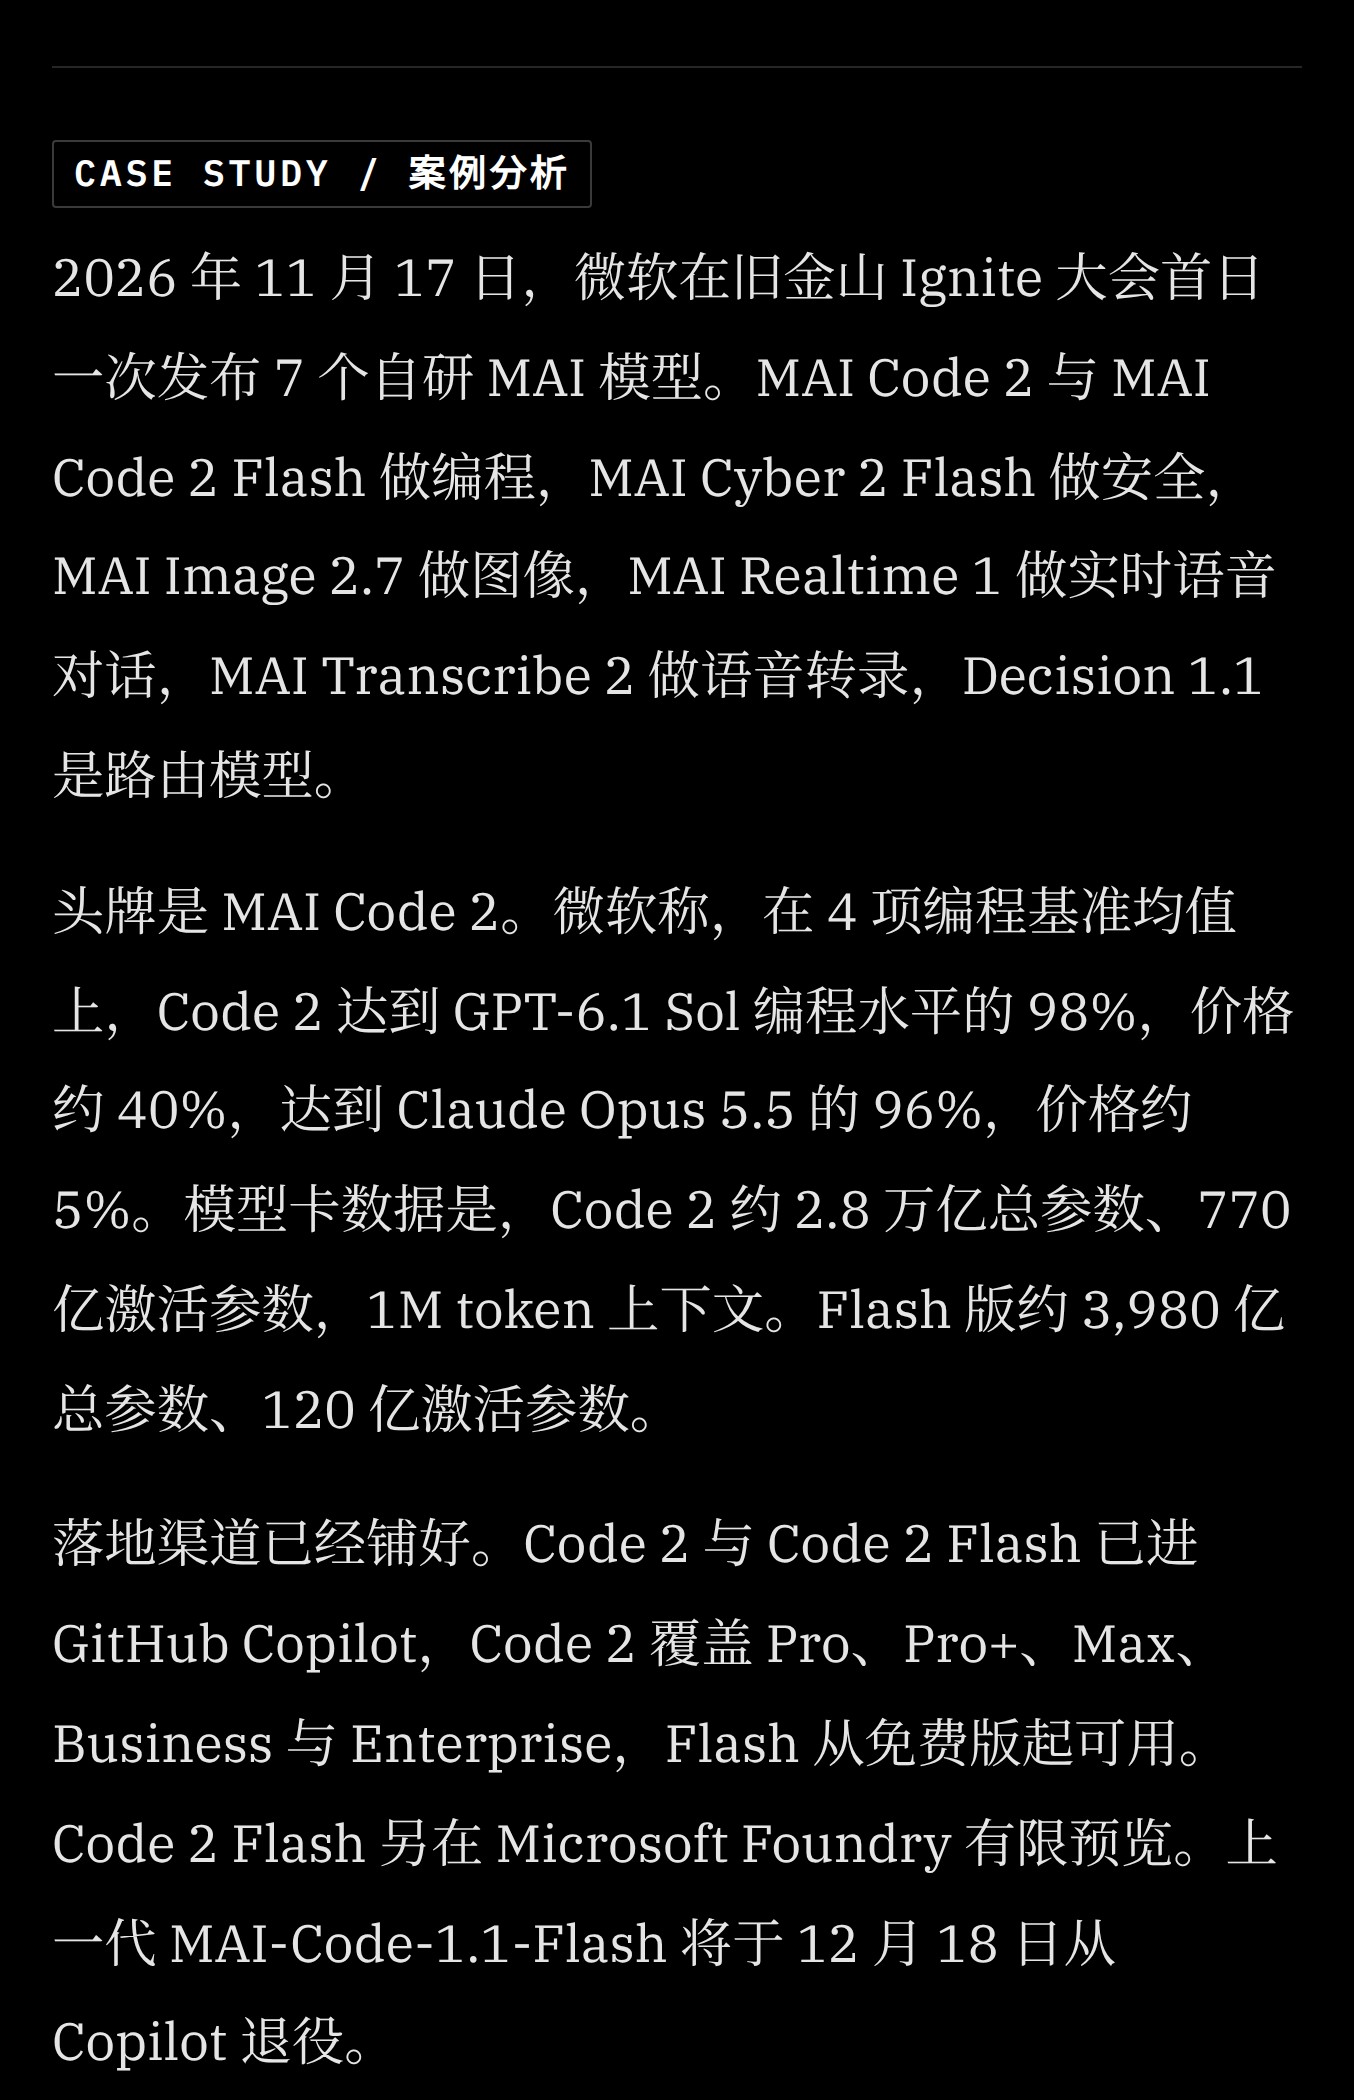 CASE STUDY / 案例分析
2026 年 11 月 17 日，微软在旧金山 Ignite 大会首日
一次发布 7 个自研 MAI 模型。MAI Code 2 与 MAI
Code 2 Flash 做编程，MAI Cyber 2 Flash 做安全，
MAI Image 2.7 做图像，MAI Realtime 1 做实时语音
对话，MAI Transcribe 2 做语音转录，Decision 1.1
是路由模型。
头牌是 MAI Code 2。微软称，在 4 项编程基准均值
上，Code 2 达到 GPT-6.1 Sol 编程水平的 98%，价格
约 40%，达到 Claude Opus 5.5 的 96%，价格约
5%。模型卡数据是，Code 2 约 2.8 万亿总参数、770
亿激活参数，1M token 上下文。Flash 版约 3,980 亿
总参数、120 亿激活参数。
落地渠道已经铺好。Code 2 与 Code 2 Flash 已进
GitHub Copilot，Code 2 覆盖 Pro、Pro+、Max、
Business 与 Enterprise，Flash 从免费版起可用。
Code 2 Flash 另在 Microsoft Foundry 有限预览。上
一代 MAI-Code-1.1-Flash 将于 12 月 18 日从
Copilot 退役。